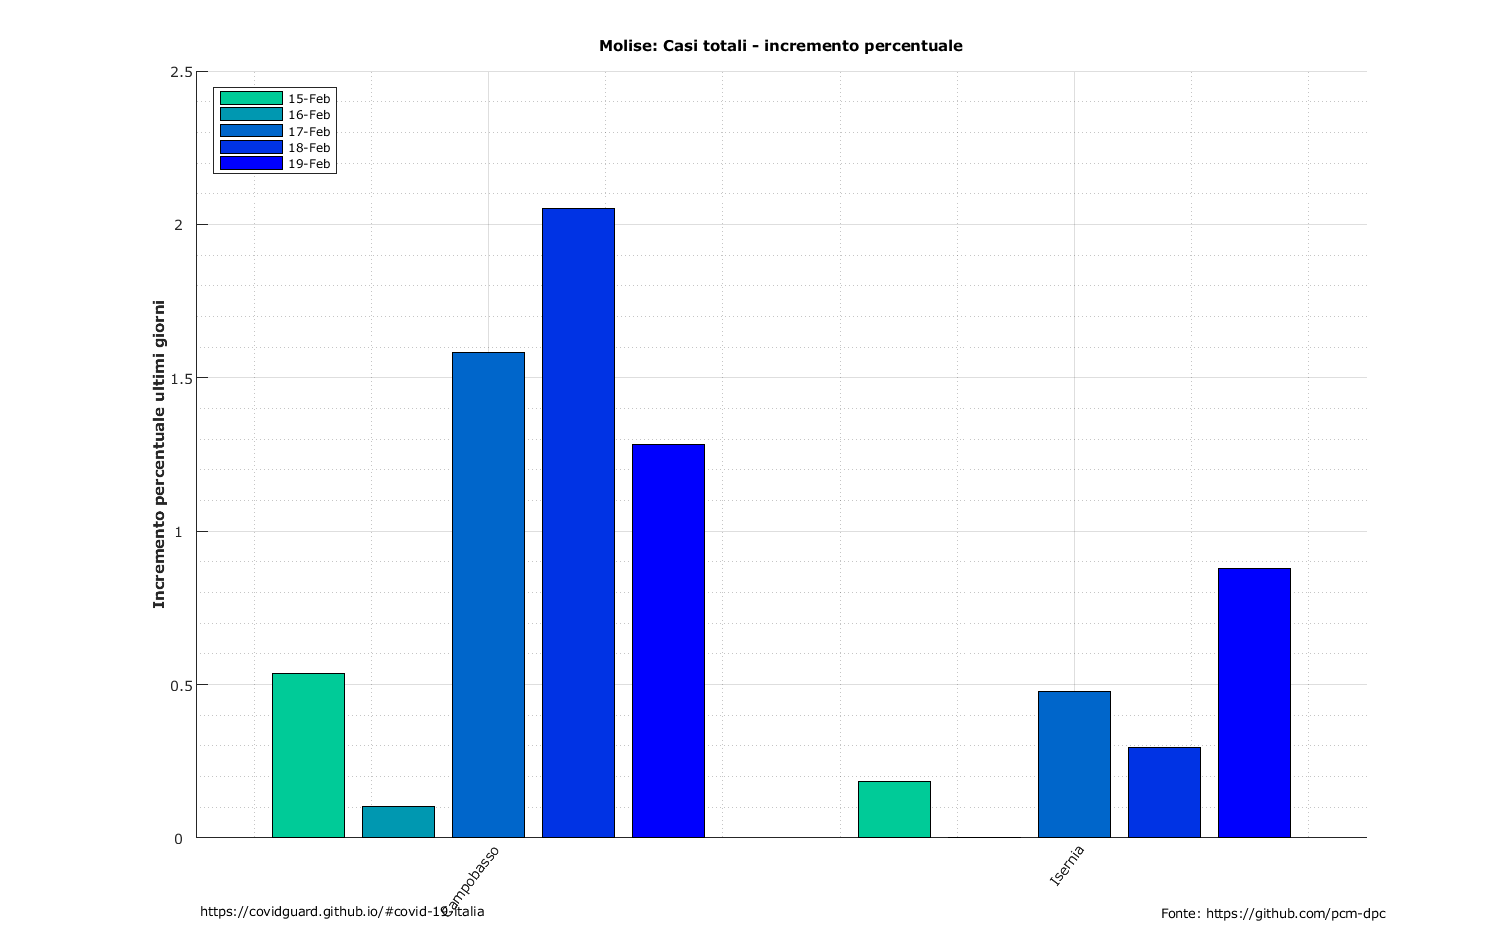 Molise: Casi totali - incremento percentuale
2.5
2
1.5
1
0.5
0
Incremento percentuale ultimi giorni
15-Feb
16-Feb
17-Feb
18-Feb
19-Feb
Campobasso
Isernia
https://covidguard.github.io/#covid-19-italia
Fonte: https://github.com/pcm-dpc